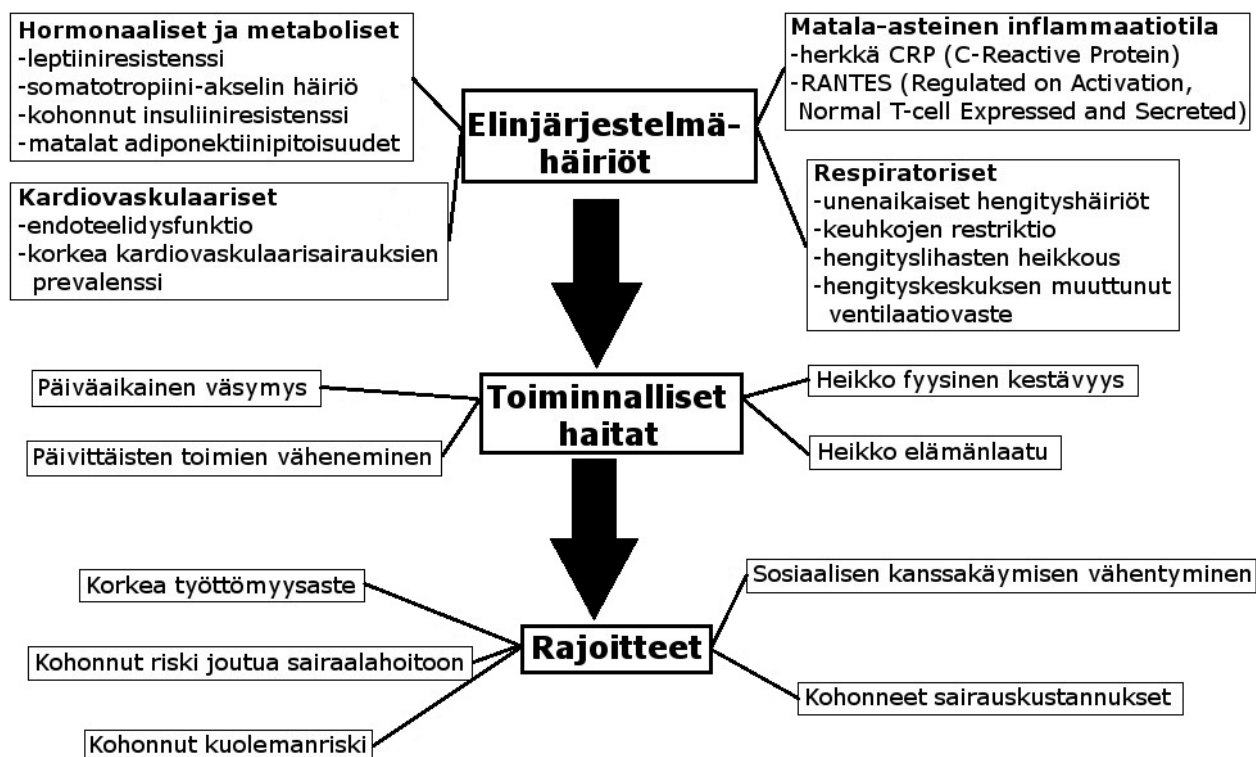 Hormonaaliset ja metaboliset
-leptiiniresistenssi
-somatotropiini-akselin häiriö
-kohonnut insuliiniresistenssi
-matalat adiponektiinipitoisuudet
Kardiovaskulaariset
-endoteelidysfunktio
-korkea kardiovaskulaarisairauksien
prevalenssi
Elinjärjestelmä-
häiriöt
Matala-asteinen inflammaatiotila
-herkkä CRP (C-Reactive Protein)
-RANTES (Regulated on Activation,
Normal T-cell Expressed and Secreted)
Respiratoriset
-unenaikaiset hengityshäiriöt
-keuhkojen restriktio
-hengityslihasten heikkous
-hengityskeskuksen muuttunut
ventilaatiovaste
Päiväaikainen väsymys
Päivittäisten toimien väheneminen
Toiminnalliset
haitat
Heikko fyysinen kestävyys
Heikko elämänlaatu
Korkea työttömyysaste
Kohonnut riski joutua sairaalahoitoon
Kohonnut kuolemanriski
Rajoitteet
Sosiaalisen kanssakäymisen vähentyminen
Kohonneet sairauskustannukset